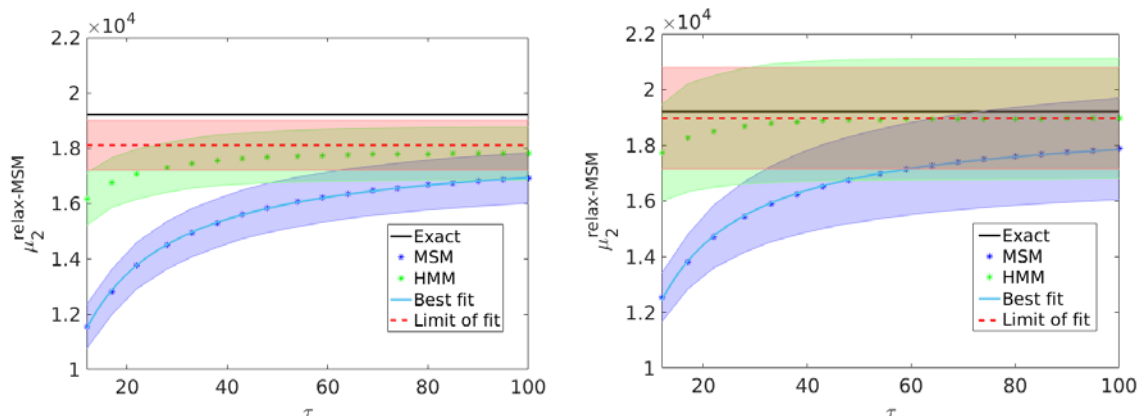 ×10⁴
2.2
2
1.8
1.6
1.4
1.2
1
μ₂^relax-MSM
20
40
60
80
100
τ
Exact
MSM
HMM
Best fit
Limit of fit
×10⁴
2.2
2
1.8
1.6
1.4
1.2
1
μ₂^relax-MSM
20
40
60
80
100
τ
Exact
MSM
HMM
Best fit
Limit of fit